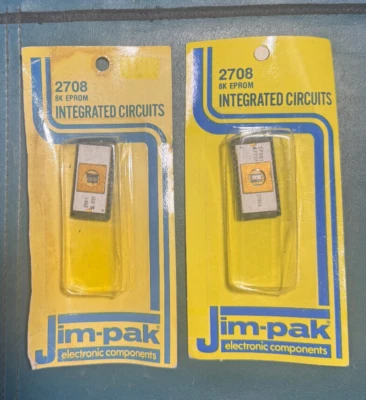 2708
8K EPROM
INTEGRATED CIRCUITS
Jim-pak
electronic components
2708
8K EPROM
INTEGRATED CIRCUITS
Jim-pak®
electronic components